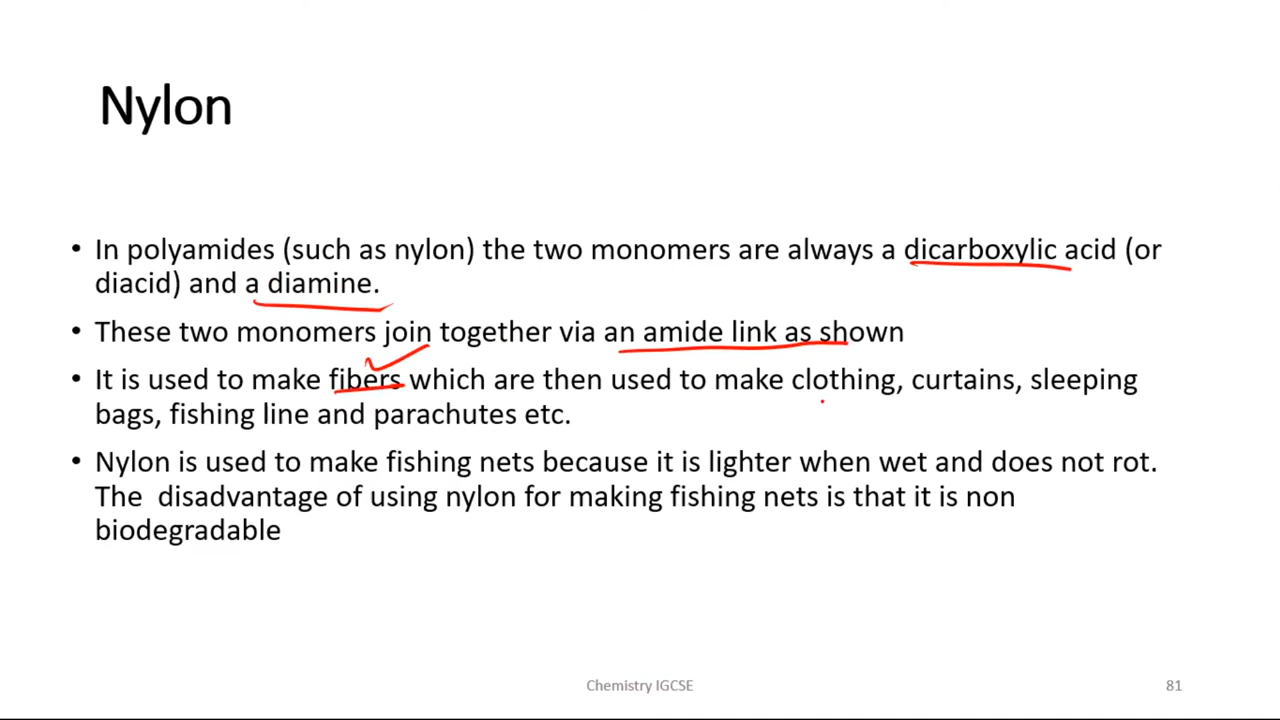 Nylon
• In polyamides (such as nylon) the two monomers are always a dicarboxylic acid (or
diacid) and a diamine.
• These two monomers join together via an amide link as shown
• It is used to make fibers which are then used to make clothing, curtains, sleeping
bags, fishing line and parachutes etc.
• Nylon is used to make fishing nets because it is lighter when wet and does not rot.
The  disadvantage of using nylon for making fishing nets is that it is non
biodegradable
Chemistry IGCSE
81